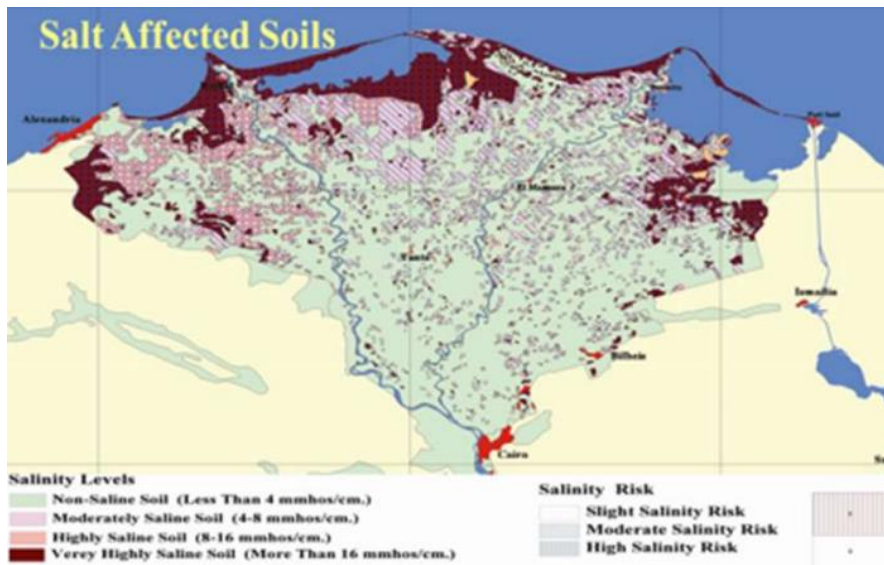 Salt Affected Soils
Alexandria
Port Said
El Mansura
Tanta
Ismailia
Bilbeis
Cairo
Salinity Levels
Non-Saline Soil (Less Than 4 mmhos/cm.)
Moderately Saline Soil (4-8 mmhos/cm.)
Highly Saline Soil (8-16 mmhos/cm.)
Verey Highly Saline Soil (More Than 16 mmhos/cm.)
Salinity Risk
Slight Salinity Risk
Moderate Salinity Risk
High Salinity Risk